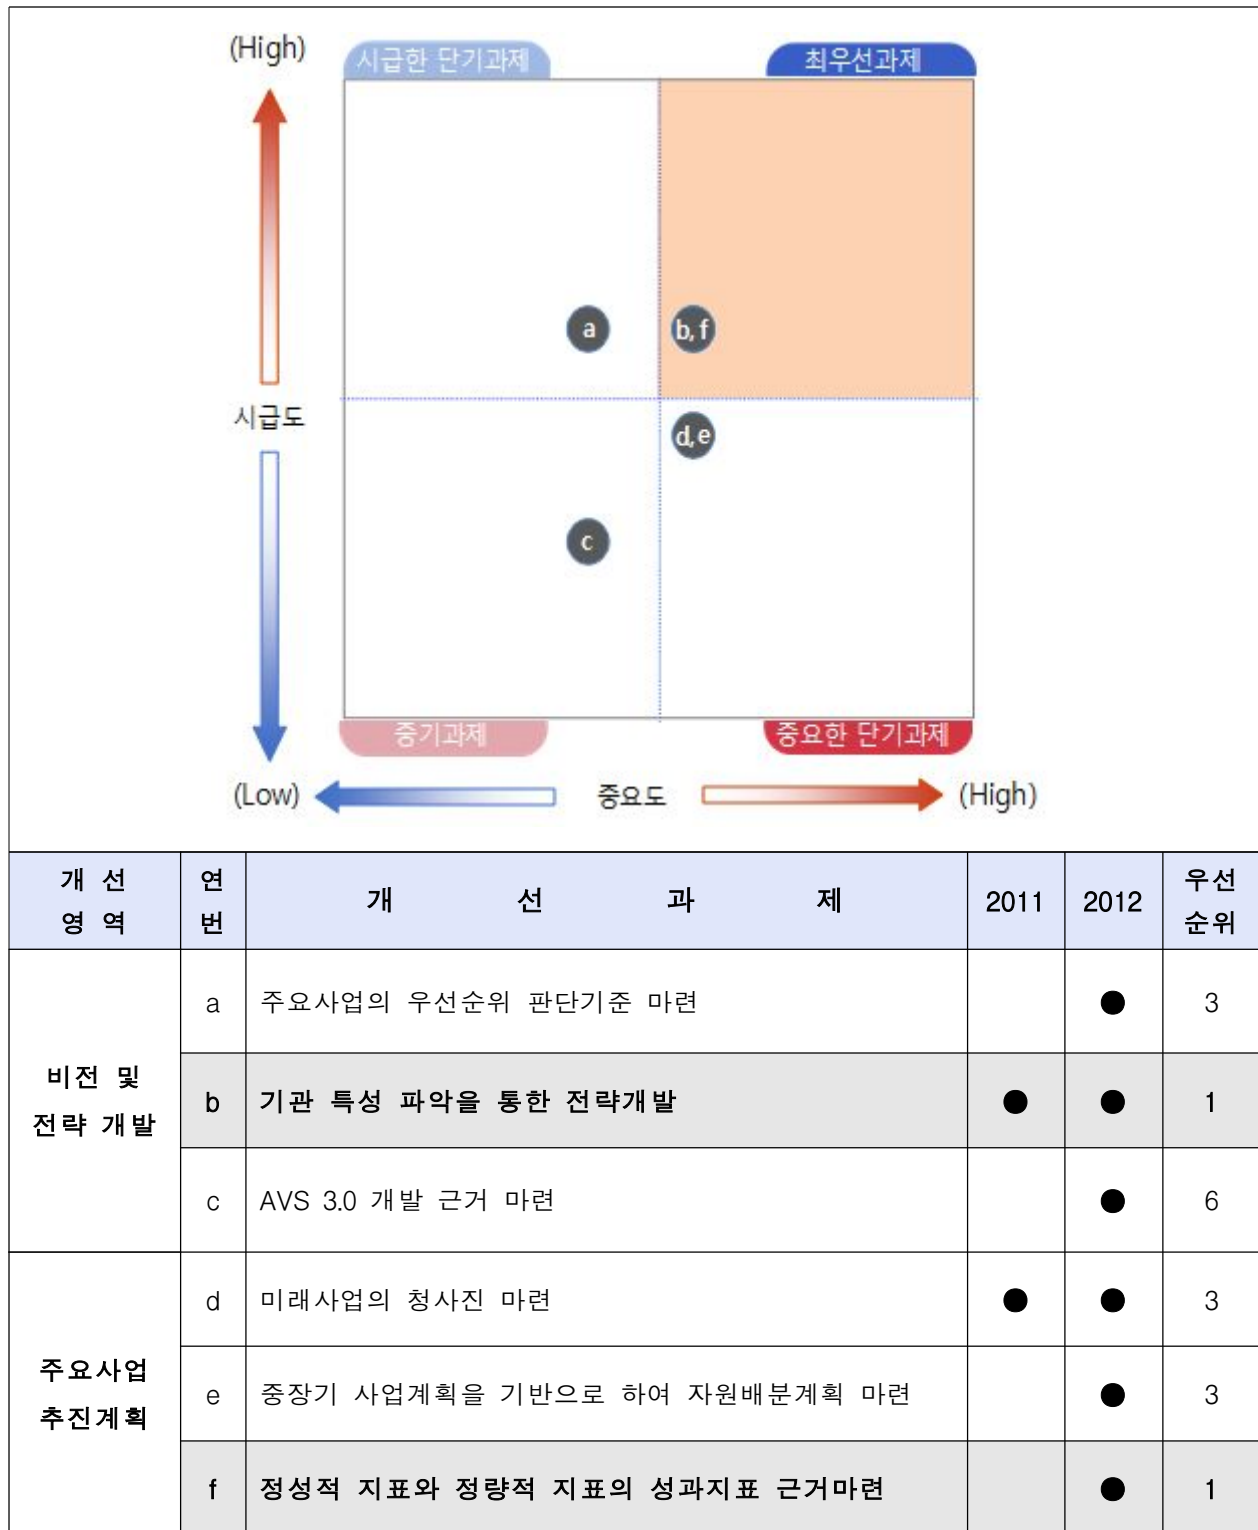 (High)
시급한 단기과제
최우선과제
a
b, f
시급도
d, e
c
중기과제
중요한 단기과제
(Low)
중요도
(High)
개 선
영 역
연
번
개 선 과 제
2011
2012
우선
순위
비전 및
전략 개발
a
주요사업의 우선순위 판단기준 마련
●
3
b
기관 특성 파악을 통한 전략개발
●
●
1
c
AVS 3.0 개발 근거 마련
●
6
주요사업
추진계획
d
미래사업의 청사진 마련
●
●
3
e
중장기 사업계획을 기반으로 하여 자원배분계획 마련
●
3
f
정성적 지표와 정량적 지표의 성과지표 근거마련
●
1